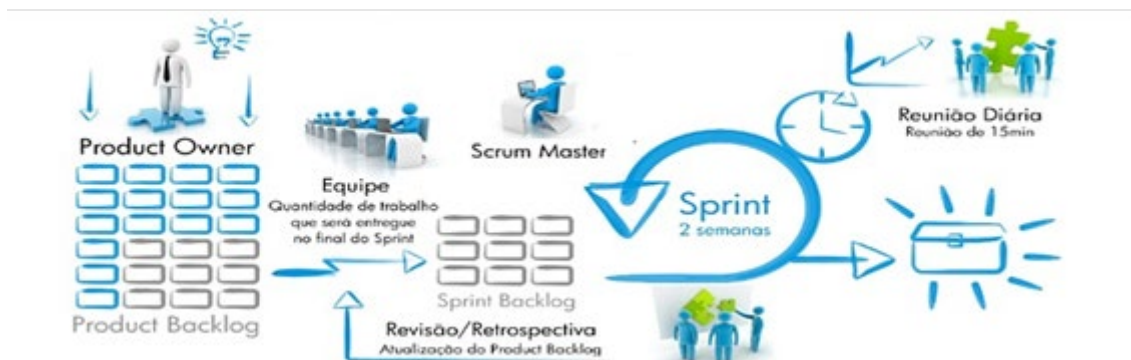 Product Owner
Product Backlog
Equipe
Quantidade de trabalho
que será entregue
no final do Sprint
Scrum Master
Sprint Backlog
Revisão/Retrospectiva
Atualização do Product Backlog
Sprint
2 semanas
Reunião Diária
Reunião de 15min